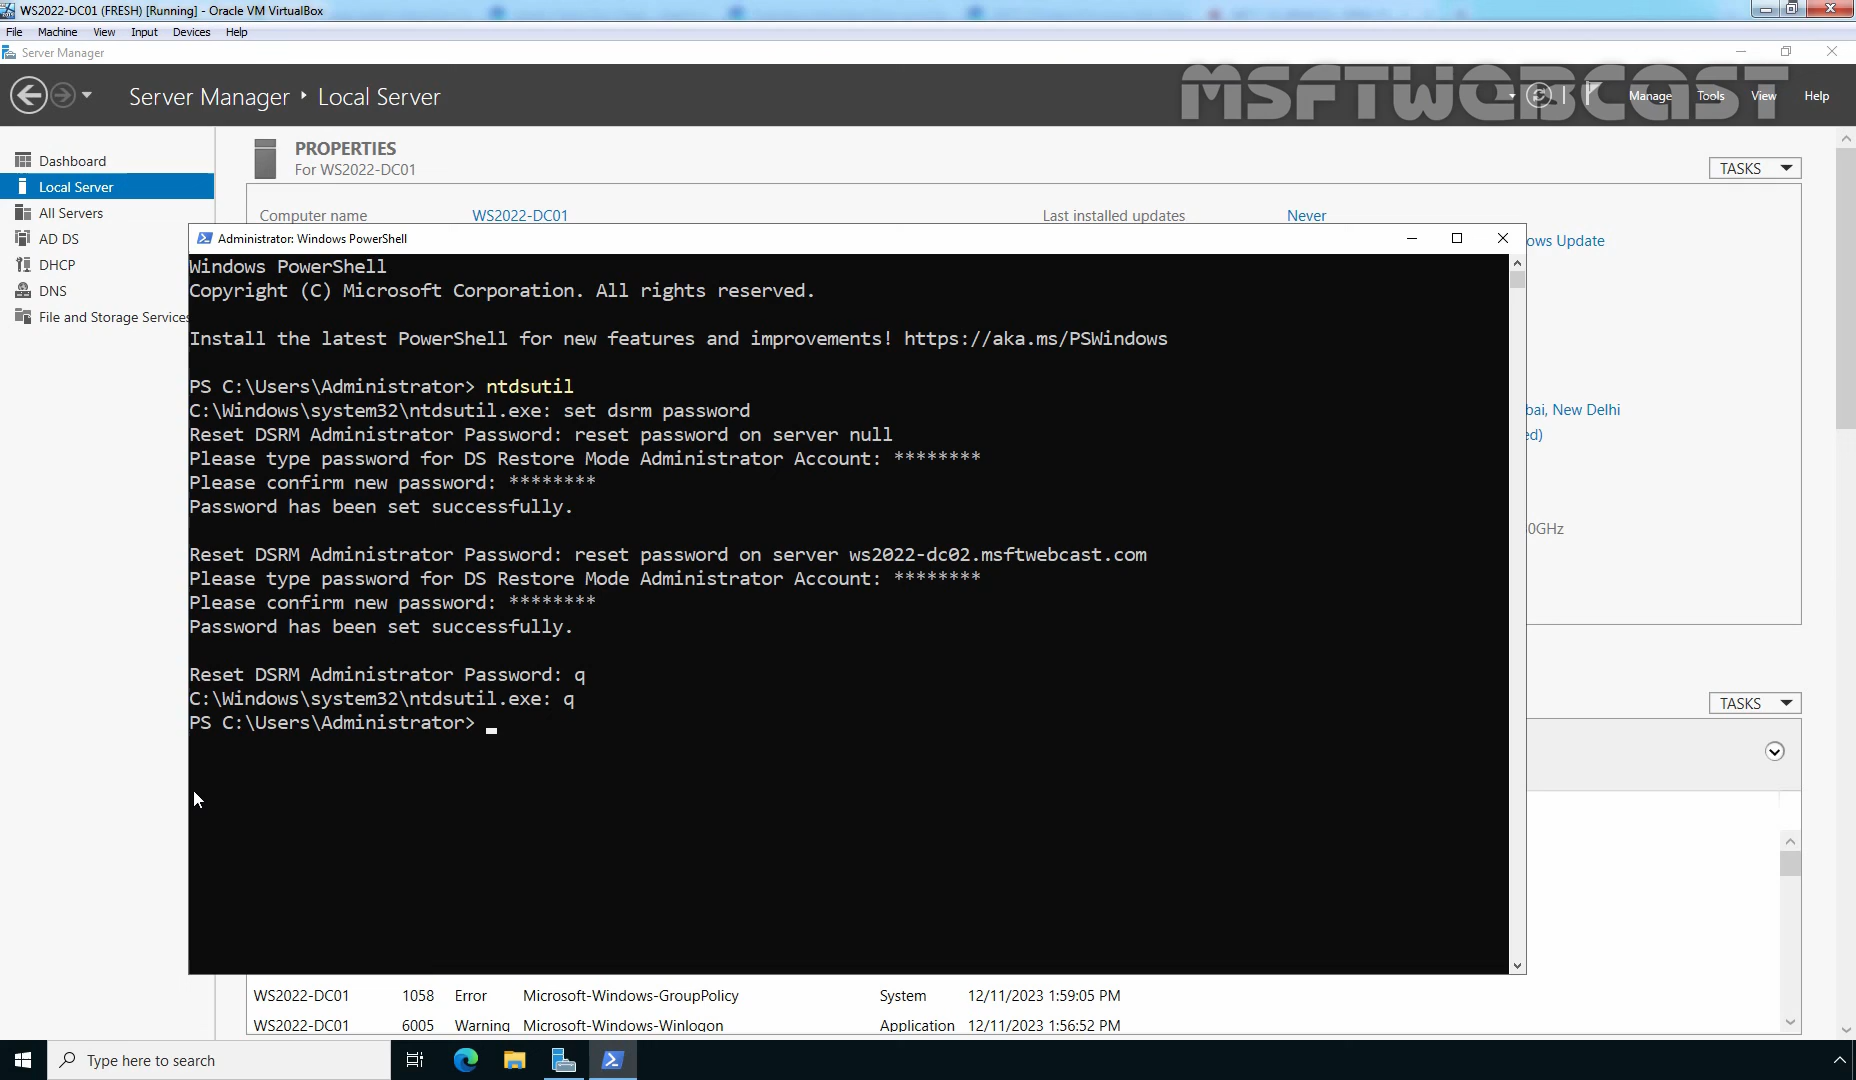 WS2022-DC01 (FRESH) [Running] - Oracle VM VirtualBox
File Machine View Input Devices Help
Server Manager
Server Manager • Local Server
MSFTWEBCAST
Manage Tools View Help
Dashboard
Local Server
All Servers
AD DS
DHCP
DNS
File and Storage Services
PROPERTIES
For WS2022-DC01
TASKS
Computer name WS2022-DC01 Last installed updates Never
ows Update
bai, New Delhi
ed)
0GHz
TASKS
Administrator: Windows PowerShell
Windows PowerShell
Copyright (C) Microsoft Corporation. All rights reserved.
Install the latest PowerShell for new features and improvements! https://aka.ms/PSWindows
PS C:\Users\Administrator> ntdsutil
C:\Windows\system32\ntdsutil.exe: set dsrm password
Reset DSRM Administrator Password: reset password on server null
Please type password for DS Restore Mode Administrator Account: ********
Please confirm new password: ********
Password has been set successfully.
Reset DSRM Administrator Password: reset password on server ws2022-dc02.msftwebcast.com
Please type password for DS Restore Mode Administrator Account: ********
Please confirm new password: ********
Password has been set successfully.
Reset DSRM Administrator Password: q
C:\Windows\system32\ntdsutil.exe: q
PS C:\Users\Administrator>
WS2022-DC01 1058 Error Microsoft-Windows-GroupPolicy System 12/11/2023 1:59:05 PM
WS2022-DC01 6005 Warning Microsoft-Windows-Winlogon Application 12/11/2023 1:56:52 PM
Type here to search